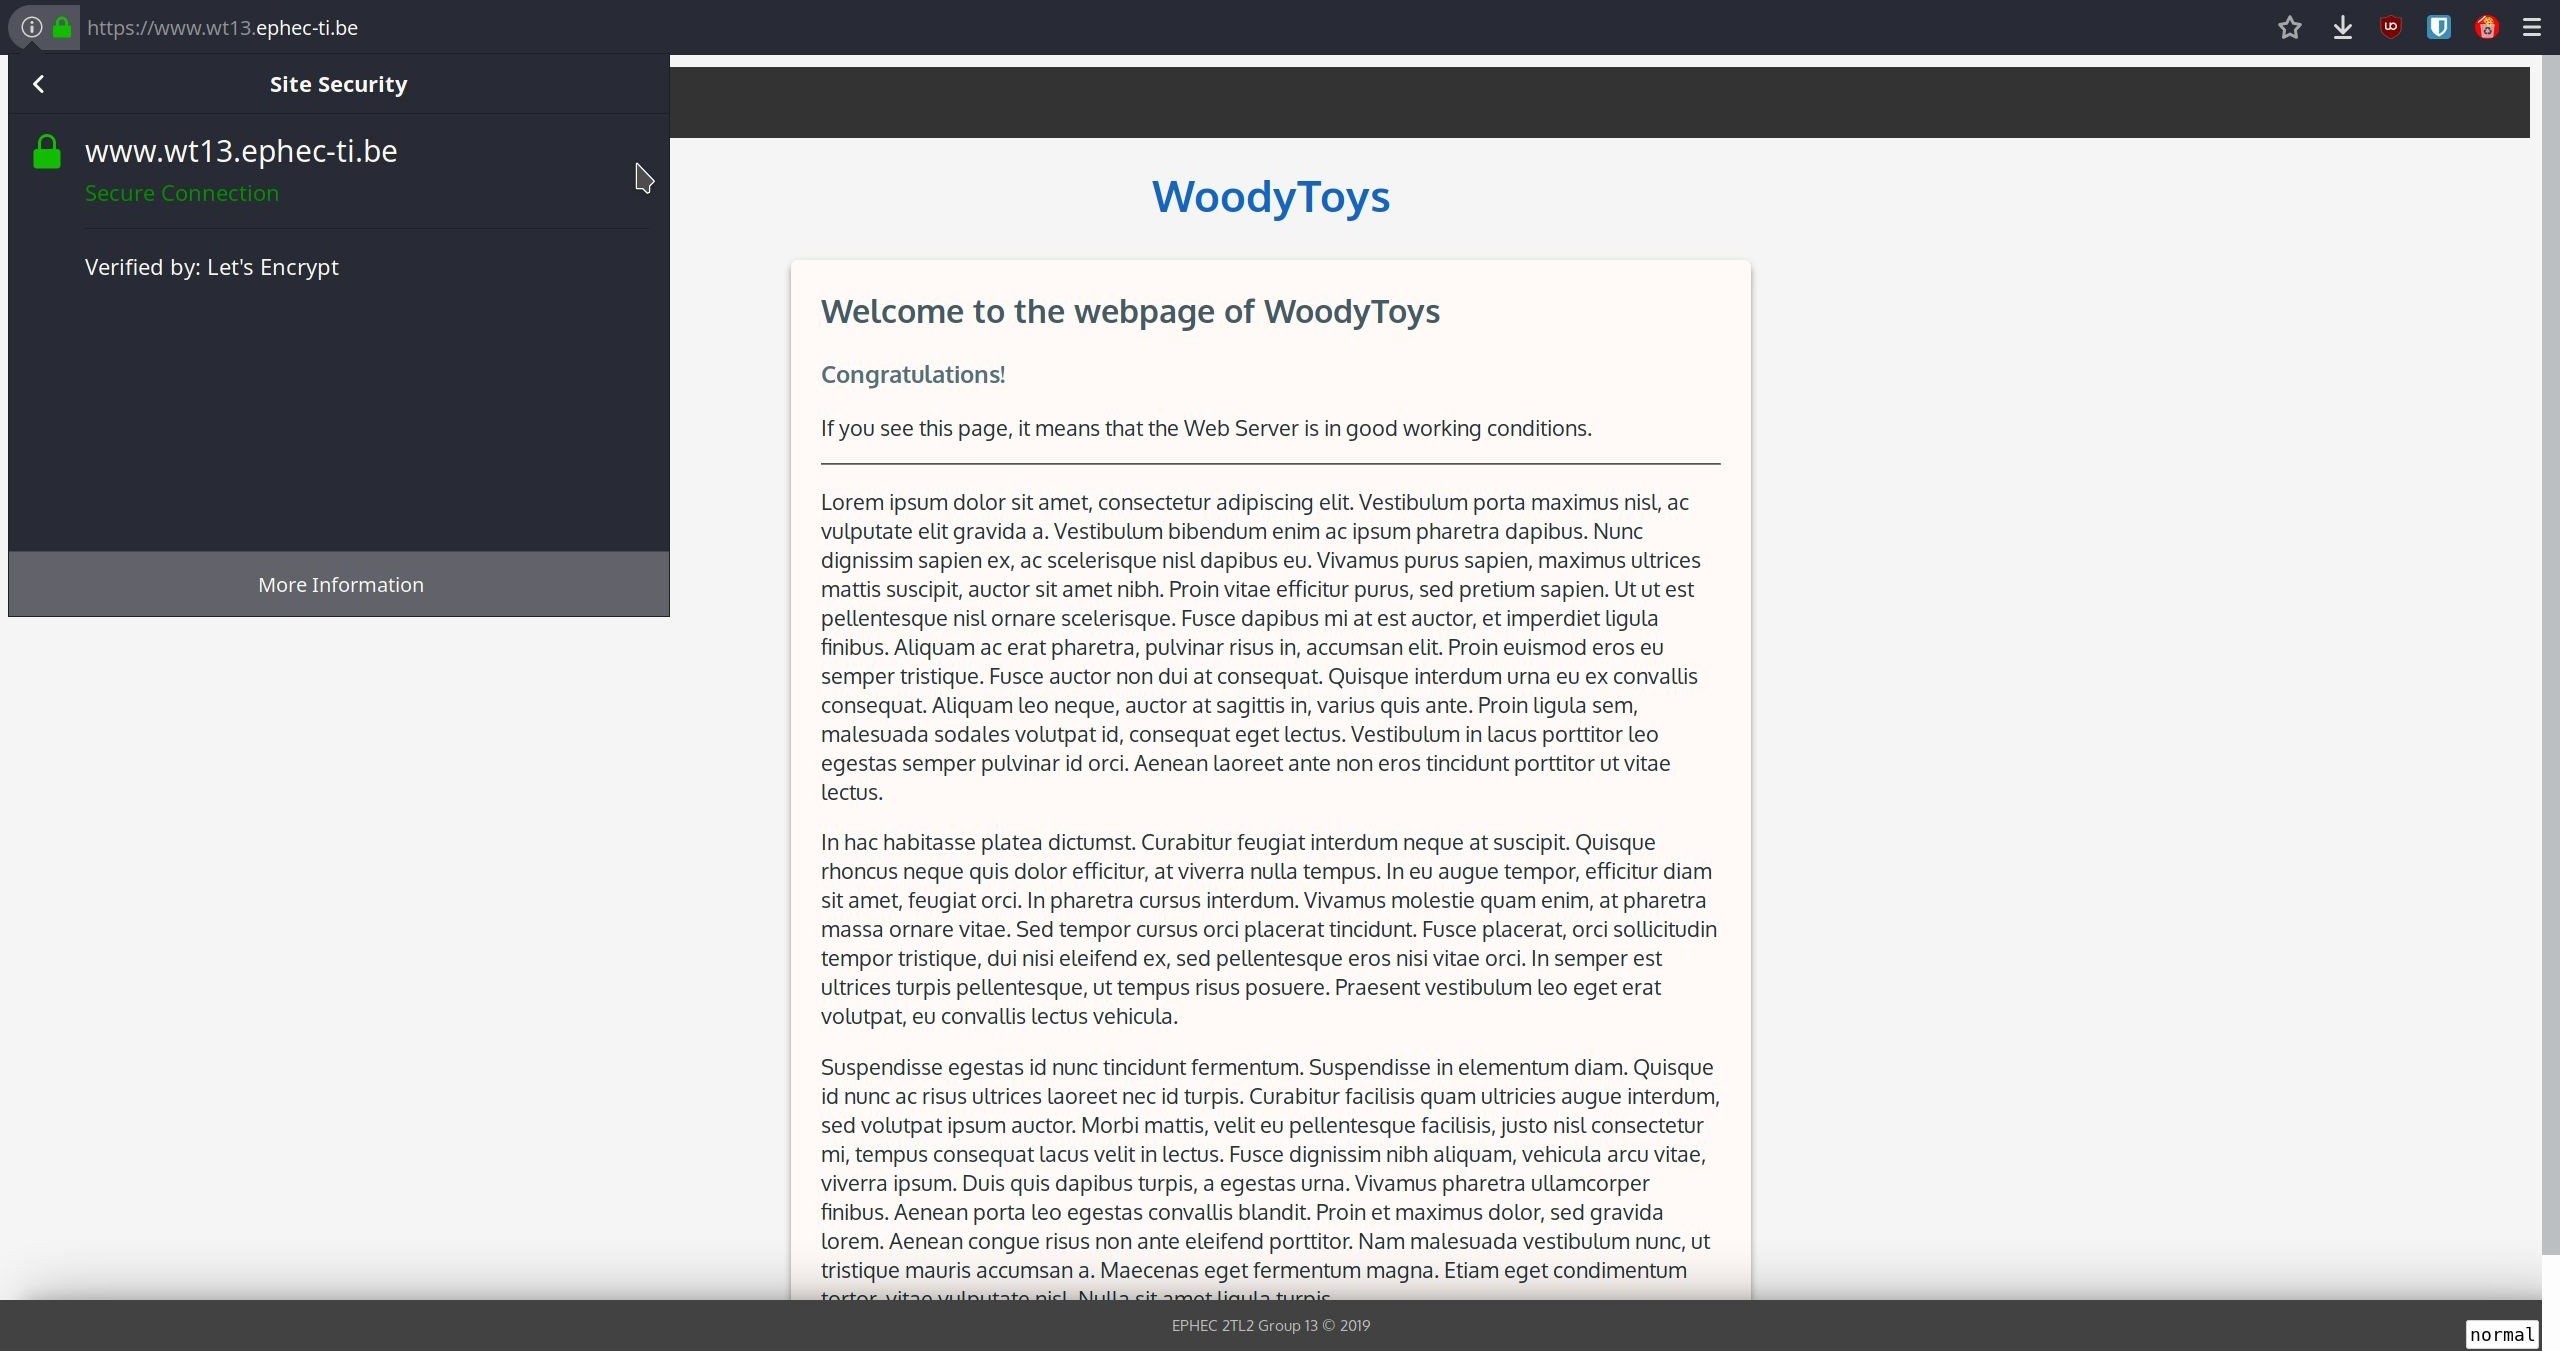 https://www.wt13.ephec-ti.be
Site Security
www.wt13.ephec-ti.be
Secure Connection
Verified by: Let's Encrypt
More Information
WoodyToys
Welcome to the webpage of WoodyToys
Congratulations!
If you see this page, it means that the Web Server is in good working conditions.
Lorem ipsum dolor sit amet, consectetur adipiscing elit. Vestibulum porta maximus nisl, ac
vulputate elit gravida a. Vestibulum bibendum enim ac ipsum pharetra dapibus. Nunc
dignissim sapien ex, ac scelerisque nisl dapibus eu. Vivamus purus sapien, maximus ultrices
mattis suscipit, auctor sit amet nibh. Proin vitae efficitur purus, sed pretium sapien. Ut ut est
pellentesque nisl ornare scelerisque. Fusce dapibus mi at est auctor, et imperdiet ligula
finibus. Aliquam ac erat pharetra, pulvinar risus in, accumsan elit. Proin euismod eros eu
semper tristique. Fusce auctor non dui at consequat. Quisque interdum urna eu ex convallis
consequat. Aliquam leo neque, auctor at sagittis in, varius quis ante. Proin ligula sem,
malesuada sodales volutpat id, consequat eget lectus. Vestibulum in lacus porttitor leo
egestas semper pulvinar id orci. Aenean laoreet ante non eros tincidunt porttitor ut vitae
lectus.
In hac habitasse platea dictumst. Curabitur feugiat interdum neque at suscipit. Quisque
rhoncus neque quis dolor efficitur, at viverra nulla tempus. In eu augue tempor, efficitur diam
sit amet, feugiat orci. In pharetra cursus interdum. Vivamus molestie quam enim, at pharetra
massa ornare vitae. Sed tempor cursus orci placerat tincidunt. Fusce placerat, orci sollicitudin
tempor tristique, dui nisi eleifend ex, sed pellentesque eros nisi vitae orci. In semper est
ultrices turpis pellentesque, ut tempus risus posuere. Praesent vestibulum leo eget erat
volutpat, eu convallis lectus vehicula.
Suspendisse egestas id nunc tincidunt fermentum. Suspendisse in elementum diam. Quisque
id nunc ac risus ultrices laoreet nec id turpis. Curabitur facilisis quam ultricies augue interdum,
sed volutpat ipsum auctor. Morbi mattis, velit eu pellentesque facilisis, justo nisl consectetur
mi, tempus consequat lacus velit in lectus. Fusce dignissim nibh aliquam, vehicula arcu vitae,
viverra ipsum. Duis quis dapibus turpis, a egestas urna. Vivamus pharetra ullamcorper
finibus. Aenean porta leo egestas convallis blandit. Proin et maximus dolor, sed gravida
lorem. Aenean congue risus non ante eleifend porttitor. Nam malesuada vestibulum nunc, ut
tristique mauris accumsan a. Maecenas eget fermentum magna. Etiam eget condimentum
tortor, vitae vulputate nisl. Nulla sit amet ligula turpis.
EPHEC 2TL2 Group 13 © 2019
normal